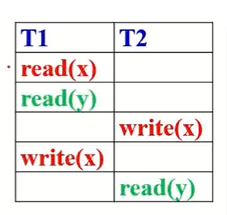 T1 T2
read(x)
read(y)
write(x)
write(x)
read(y)